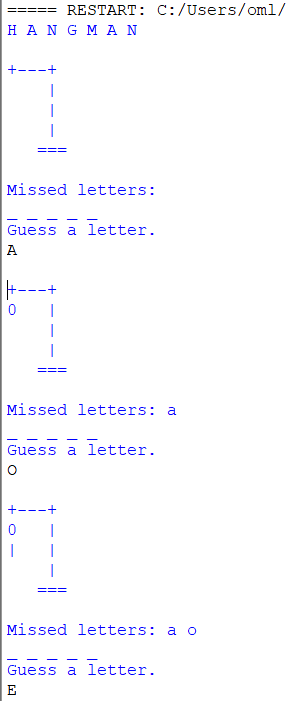 ===== RESTART: C:/Users/oml/
H A N G M A N
+---+
    |
    |
    |
   ===
Missed letters:
_ _ _ _ _
Guess a letter.
A
+---+
0   |
    |
    |
   ===
Missed letters: a
_ _ _ _ _
Guess a letter.
O
+---+
0   |
|   |
    |
   ===
Missed letters: a o
_ _ _ _ _
Guess a letter.
E